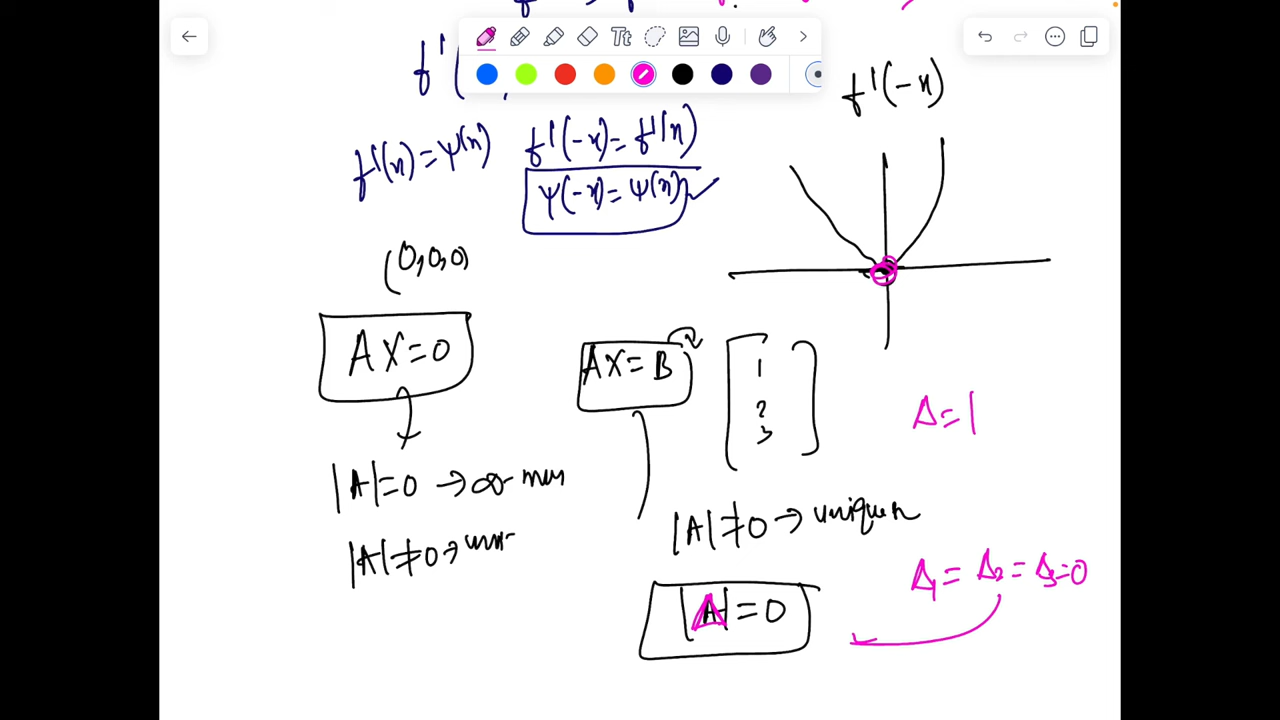 Tt
f'(
f'(-x)
f'(x)=ψ(x)
f'(-x)=f'(x)
ψ(-x)=ψ(x)
(0,0,0)
AX=0
AX=B
1
2
3
Δ=1
|A|=0 →∞
|A|≠0→
|A|≠0→unique
Δ1=Δ2=Δ3=0
|Δ|=0